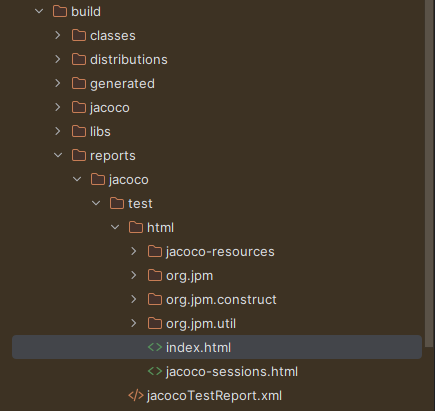 build
classes
distributions
generated
jacoco
libs
reports
jacoco
test
html
jacoco-resources
org.jpm
org.jpm.construct
org.jpm.util
index.html
jacoco-sessions.html
jacocoTestReport.xml